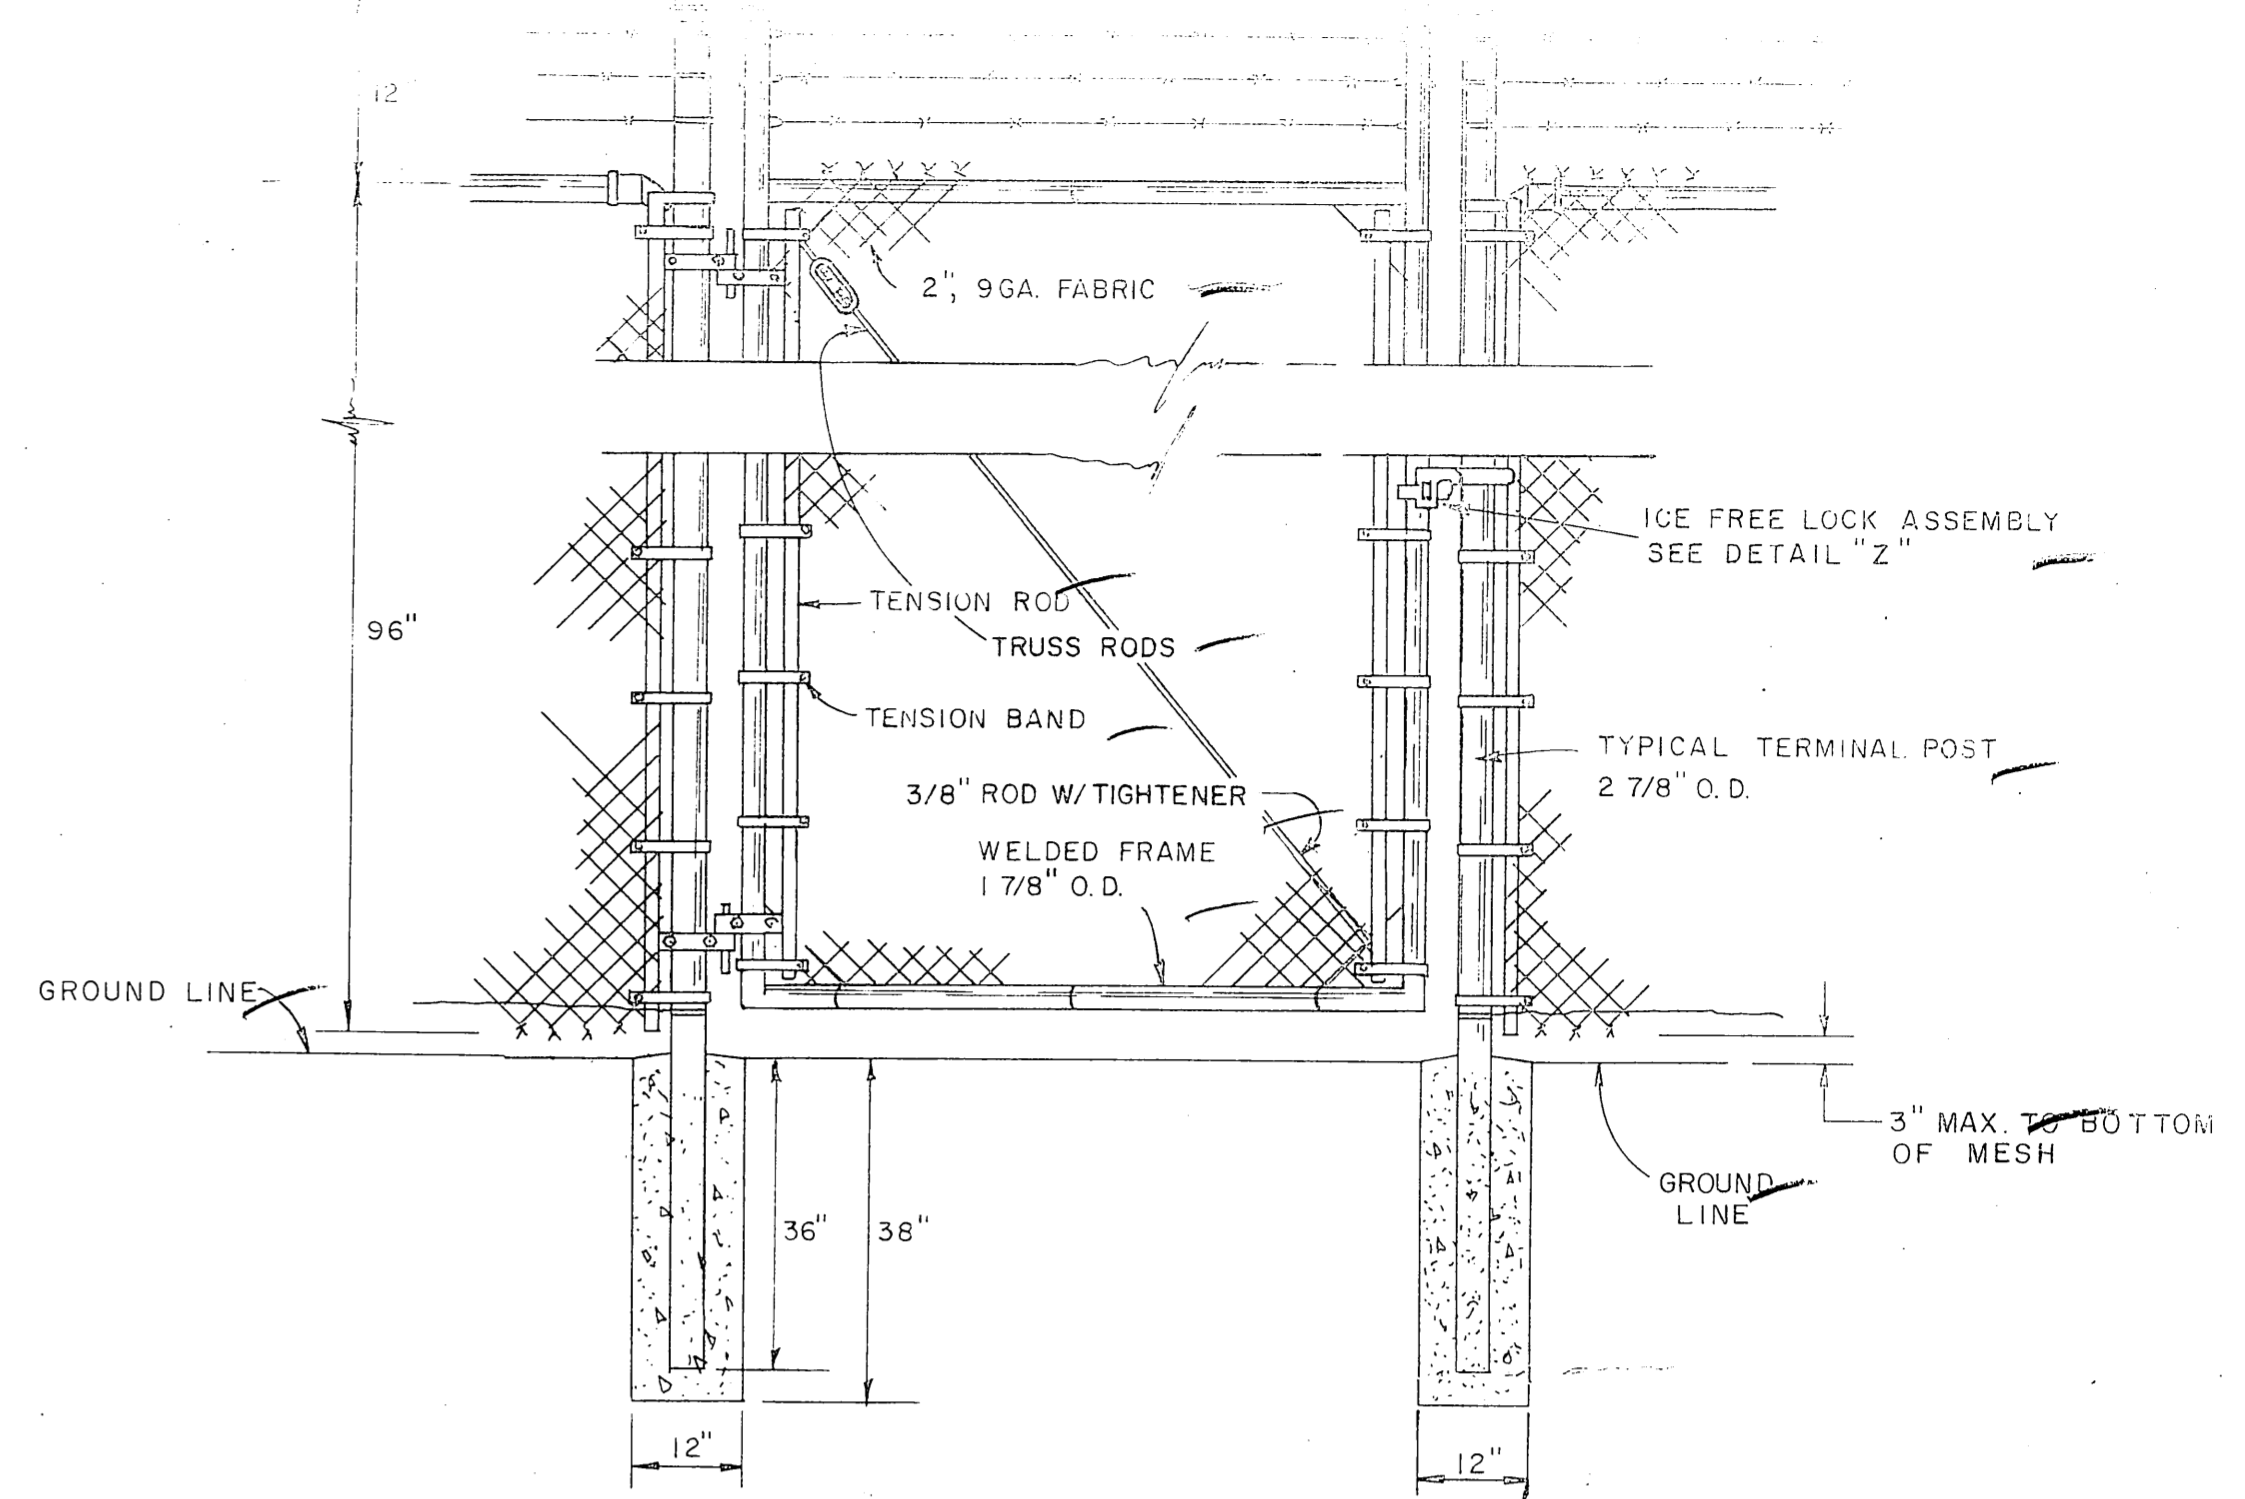 12
2", 9GA. FABRIC
ICE FREE LOCK ASSEMBLY
SEE DETAIL "Z"
96"
TENSION ROD
TRUSS RODS
TENSION BAND
TYPICAL TERMINAL POST
2 7/8" O.D.
3/8" ROD W/TIGHTENER
WELDED FRAME
1 7/8" O.D.
GROUND LINE
3" MAX. TO BOTTOM
OF MESH
GROUND
LINE
36"
38"
12"
12"